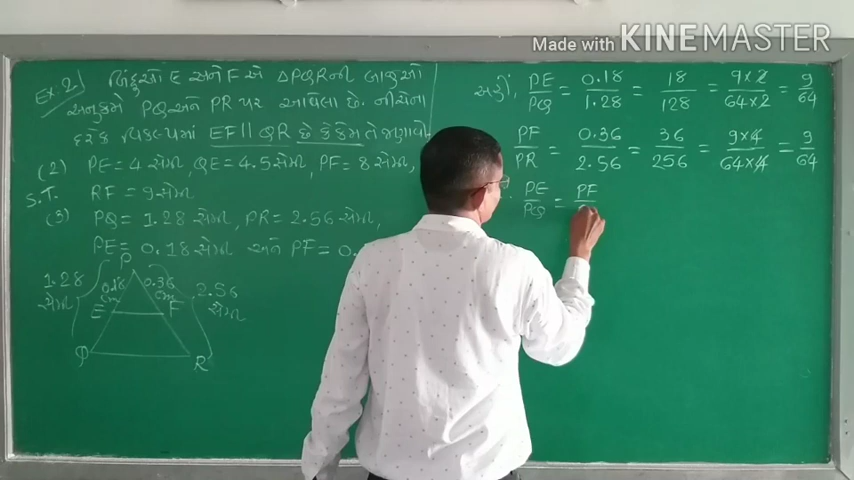 Made with KINEMASTER
Ex:2 બિંદુઓ E અને F એ ΔPQRની બાજુઓ
અનુક્રમે PQ અને PR પર આવેલા છે. નીચેના
દરેક વિકલ્પમાં EF || QR છે કે કેમ તે જણાવો.
(2) PE = 4 સેમી, QE = 4.5 સેમી, PF = 8 સેમી,
S.T. RF = 9 સેમી
(3) PQ = 1.28 સેમી, PR = 2.56 સેમી,
PE = 0.18 સેમી અને PF = 0.
P
1.28 સેમી 0.18 cm 0.36 cm 2.56 સેમી
E F
Q R
અહીં, PE/PQ = 0.18/1.28 = 18/128 = 9×2/64×2 = 9/64
PF/PR = 0.36/2.56 = 36/256 = 9×4/64×4 = 9/64
PE/PQ = PF